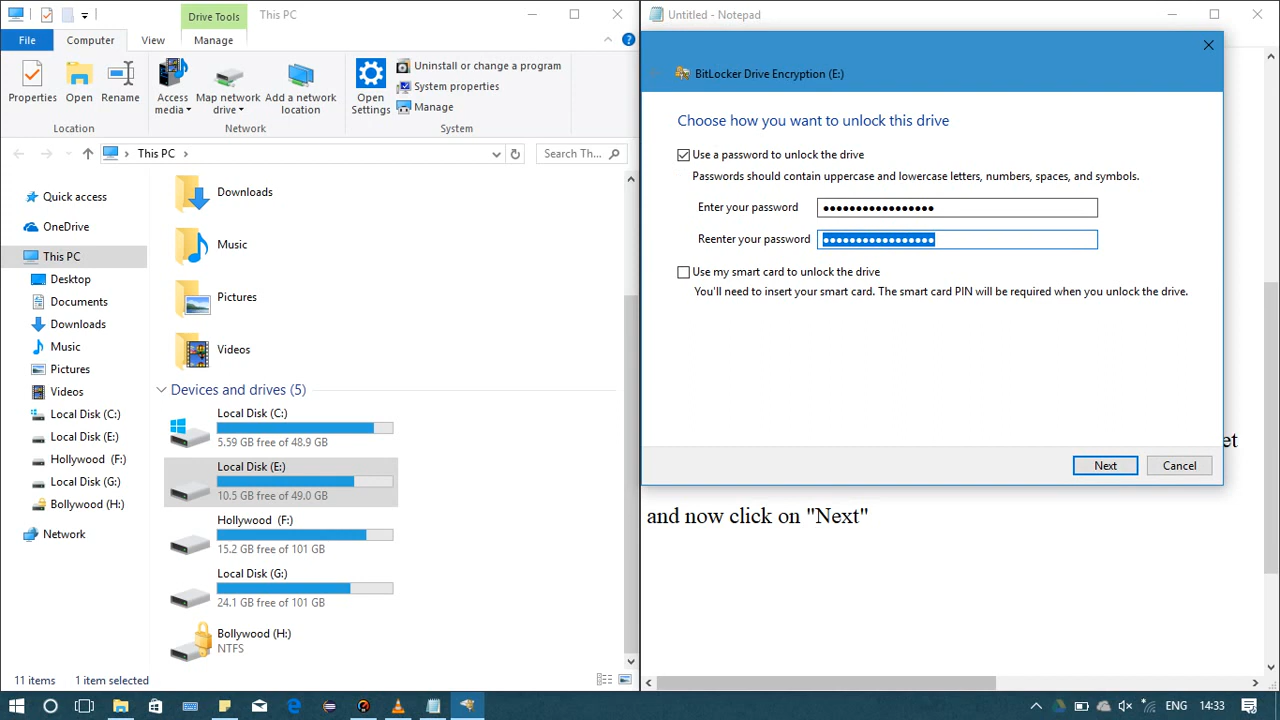 Drive Tools
This PC
File
Computer
View
Manage
Properties
Open
Rename
Access media
Map network drive
Add a network location
Open Settings
Uninstall or change a program
System properties
Manage
Location
Network
System
This PC
Search Th...
Quick access
OneDrive
This PC
Desktop
Documents
Downloads
Music
Pictures
Videos
Local Disk (C:)
Local Disk (E:)
Hollywood (F:)
Local Disk (G:)
Bollywood (H:)
Network
Downloads
Music
Pictures
Videos
Devices and drives (5)
Local Disk (C:)
5.59 GB free of 48.9 GB
Local Disk (E:)
10.5 GB free of 49.0 GB
Hollywood (F:)
15.2 GB free of 101 GB
Local Disk (G:)
24.1 GB free of 101 GB
Bollywood (H:)
NTFS
11 items
1 item selected
Untitled - Notepad
BitLocker Drive Encryption (E:)
Choose how you want to unlock this drive
Use a password to unlock the drive
Passwords should contain uppercase and lowercase letters, numbers, spaces, and symbols.
Enter your password
Reenter your password
Use my smart card to unlock the drive
You'll need to insert your smart card. The smart card PIN will be required when you unlock the drive.
Next
Cancel
et
and now click on "Next"
ENG
14:33